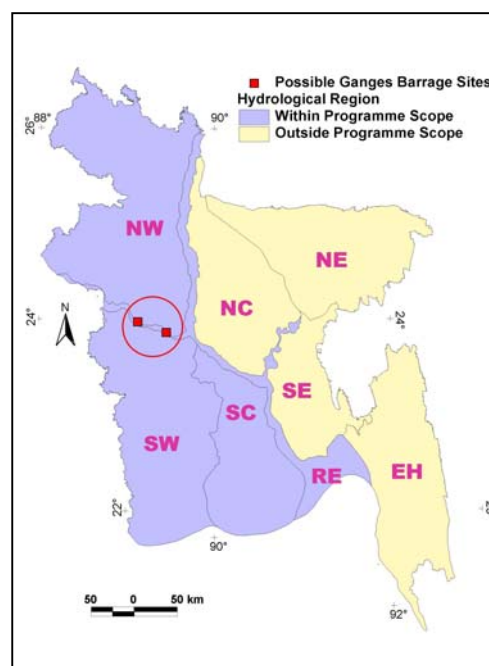 Possible Ganges Barrage Sites
Hydrological Region
Within Programme Scope
Outside Programme Scope
26°
88°
90°
NW
NE
N
24°
NC
24°
SE
SC
SW
RE
EH
22°
90°
50 0 50 km
92°